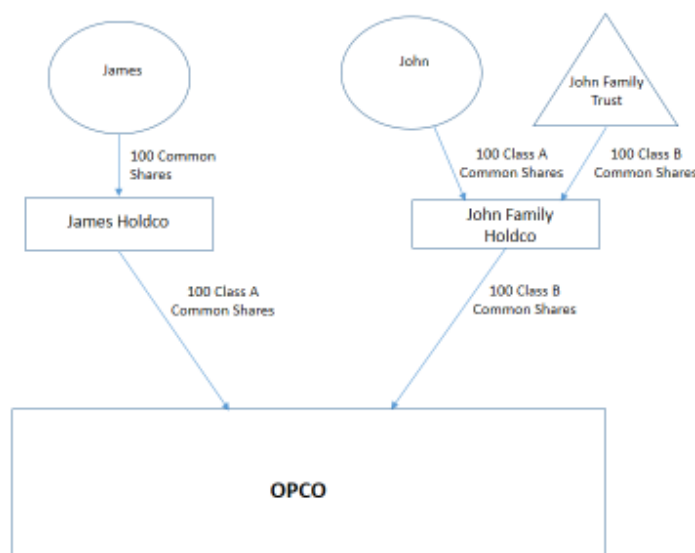 James
John
John Family
Trust
100 Common
Shares
100 Class A
Common Shares
100 Class B
Common Shares
James Holdco
John Family
Holdco
100 Class A
Common Shares
100 Class B
Common Shares
OPCO